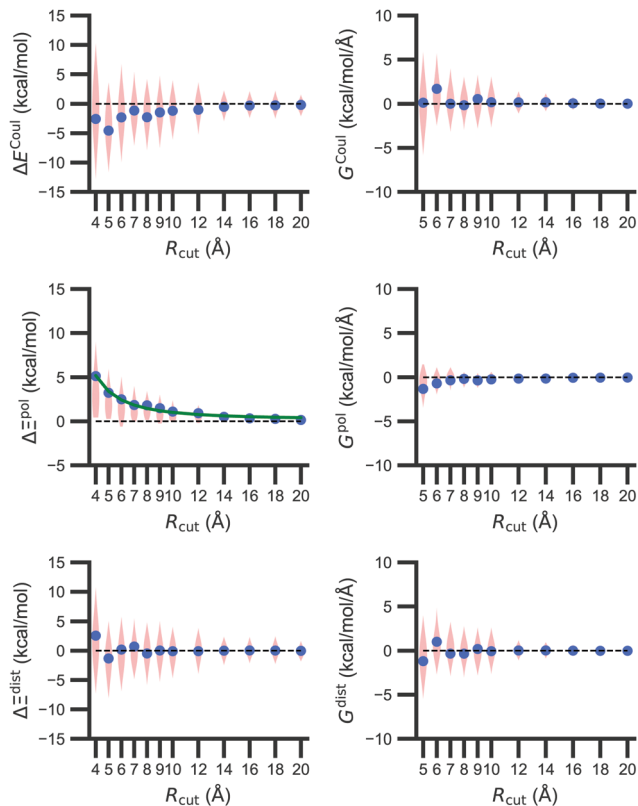 15
10
5
0
−5
−10
−15
ΔE^Coul (kcal/mol)
4 5 6 7 8 9 10 12 14 16 18 20
R_cut (Å)
10
5
0
−5
−10
G^Coul (kcal/mol/Å)
5 6 7 8 9 10 12 14 16 18 20
R_cut (Å)
15
10
5
0
−5
ΔΞ^pol (kcal/mol)
4 5 6 7 8 9 10 12 14 16 18 20
R_cut (Å)
10
5
0
−5
−10
G^pol (kcal/mol/Å)
5 6 7 8 9 10 12 14 16 18 20
R_cut (Å)
15
10
5
0
−5
−10
−15
ΔΞ^dist (kcal/mol)
4 5 6 7 8 9 10 12 14 16 18 20
R_cut (Å)
10
5
0
−5
−10
G^dist (kcal/mol/Å)
5 6 7 8 9 10 12 14 16 18 20
R_cut (Å)